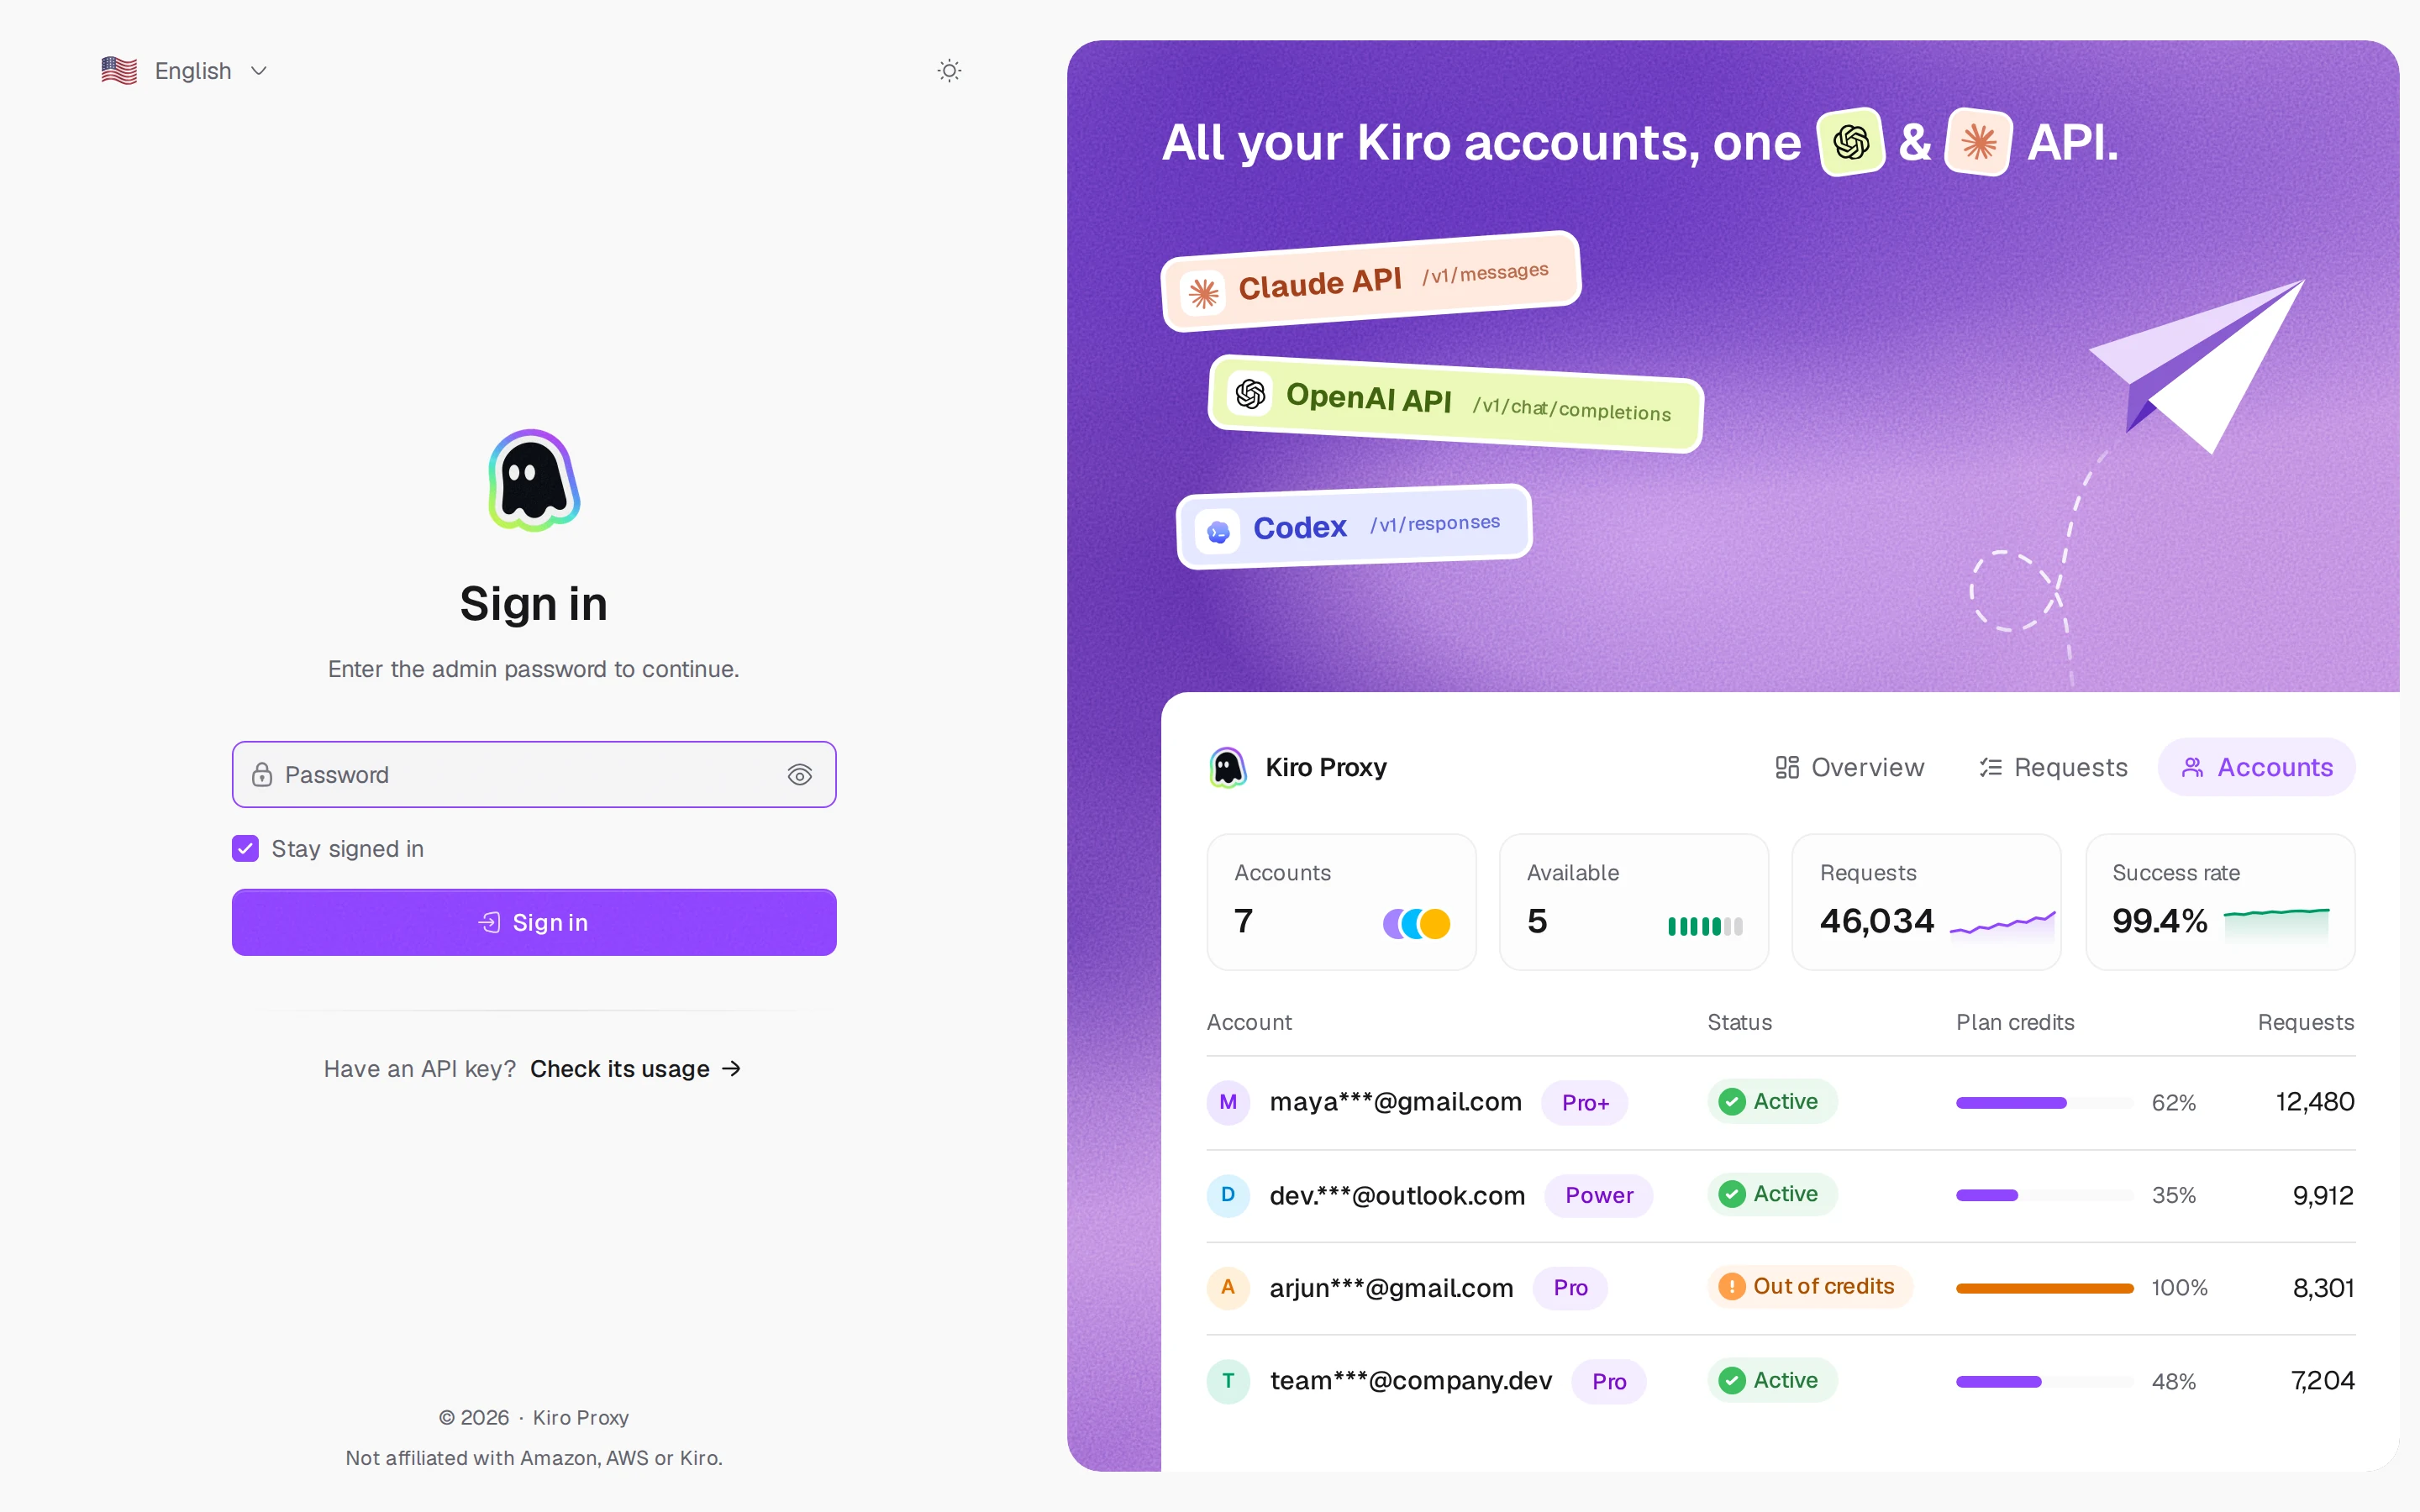 English
Sign in
Enter the admin password to continue.
Password
Stay signed in
Sign in
Have an API key? Check its usage →
© 2026 · Kiro Proxy
Not affiliated with Amazon, AWS or Kiro.
All your Kiro accounts, one & API.
Claude API /v1/messages
OpenAI API /v1/chat/completions
Codex /v1/responses
Kiro Proxy
Overview
Requests
Accounts
Accounts
7
Available
5
Requests
46,034
Success rate
99.4%
Account Status Plan credits Requests
M maya***@gmail.com Pro+ Active 62% 12,480
D dev.***@outlook.com Power Active 35% 9,912
A arjun***@gmail.com Pro Out of credits 100% 8,301
T team***@company.dev Pro Active 48% 7,204